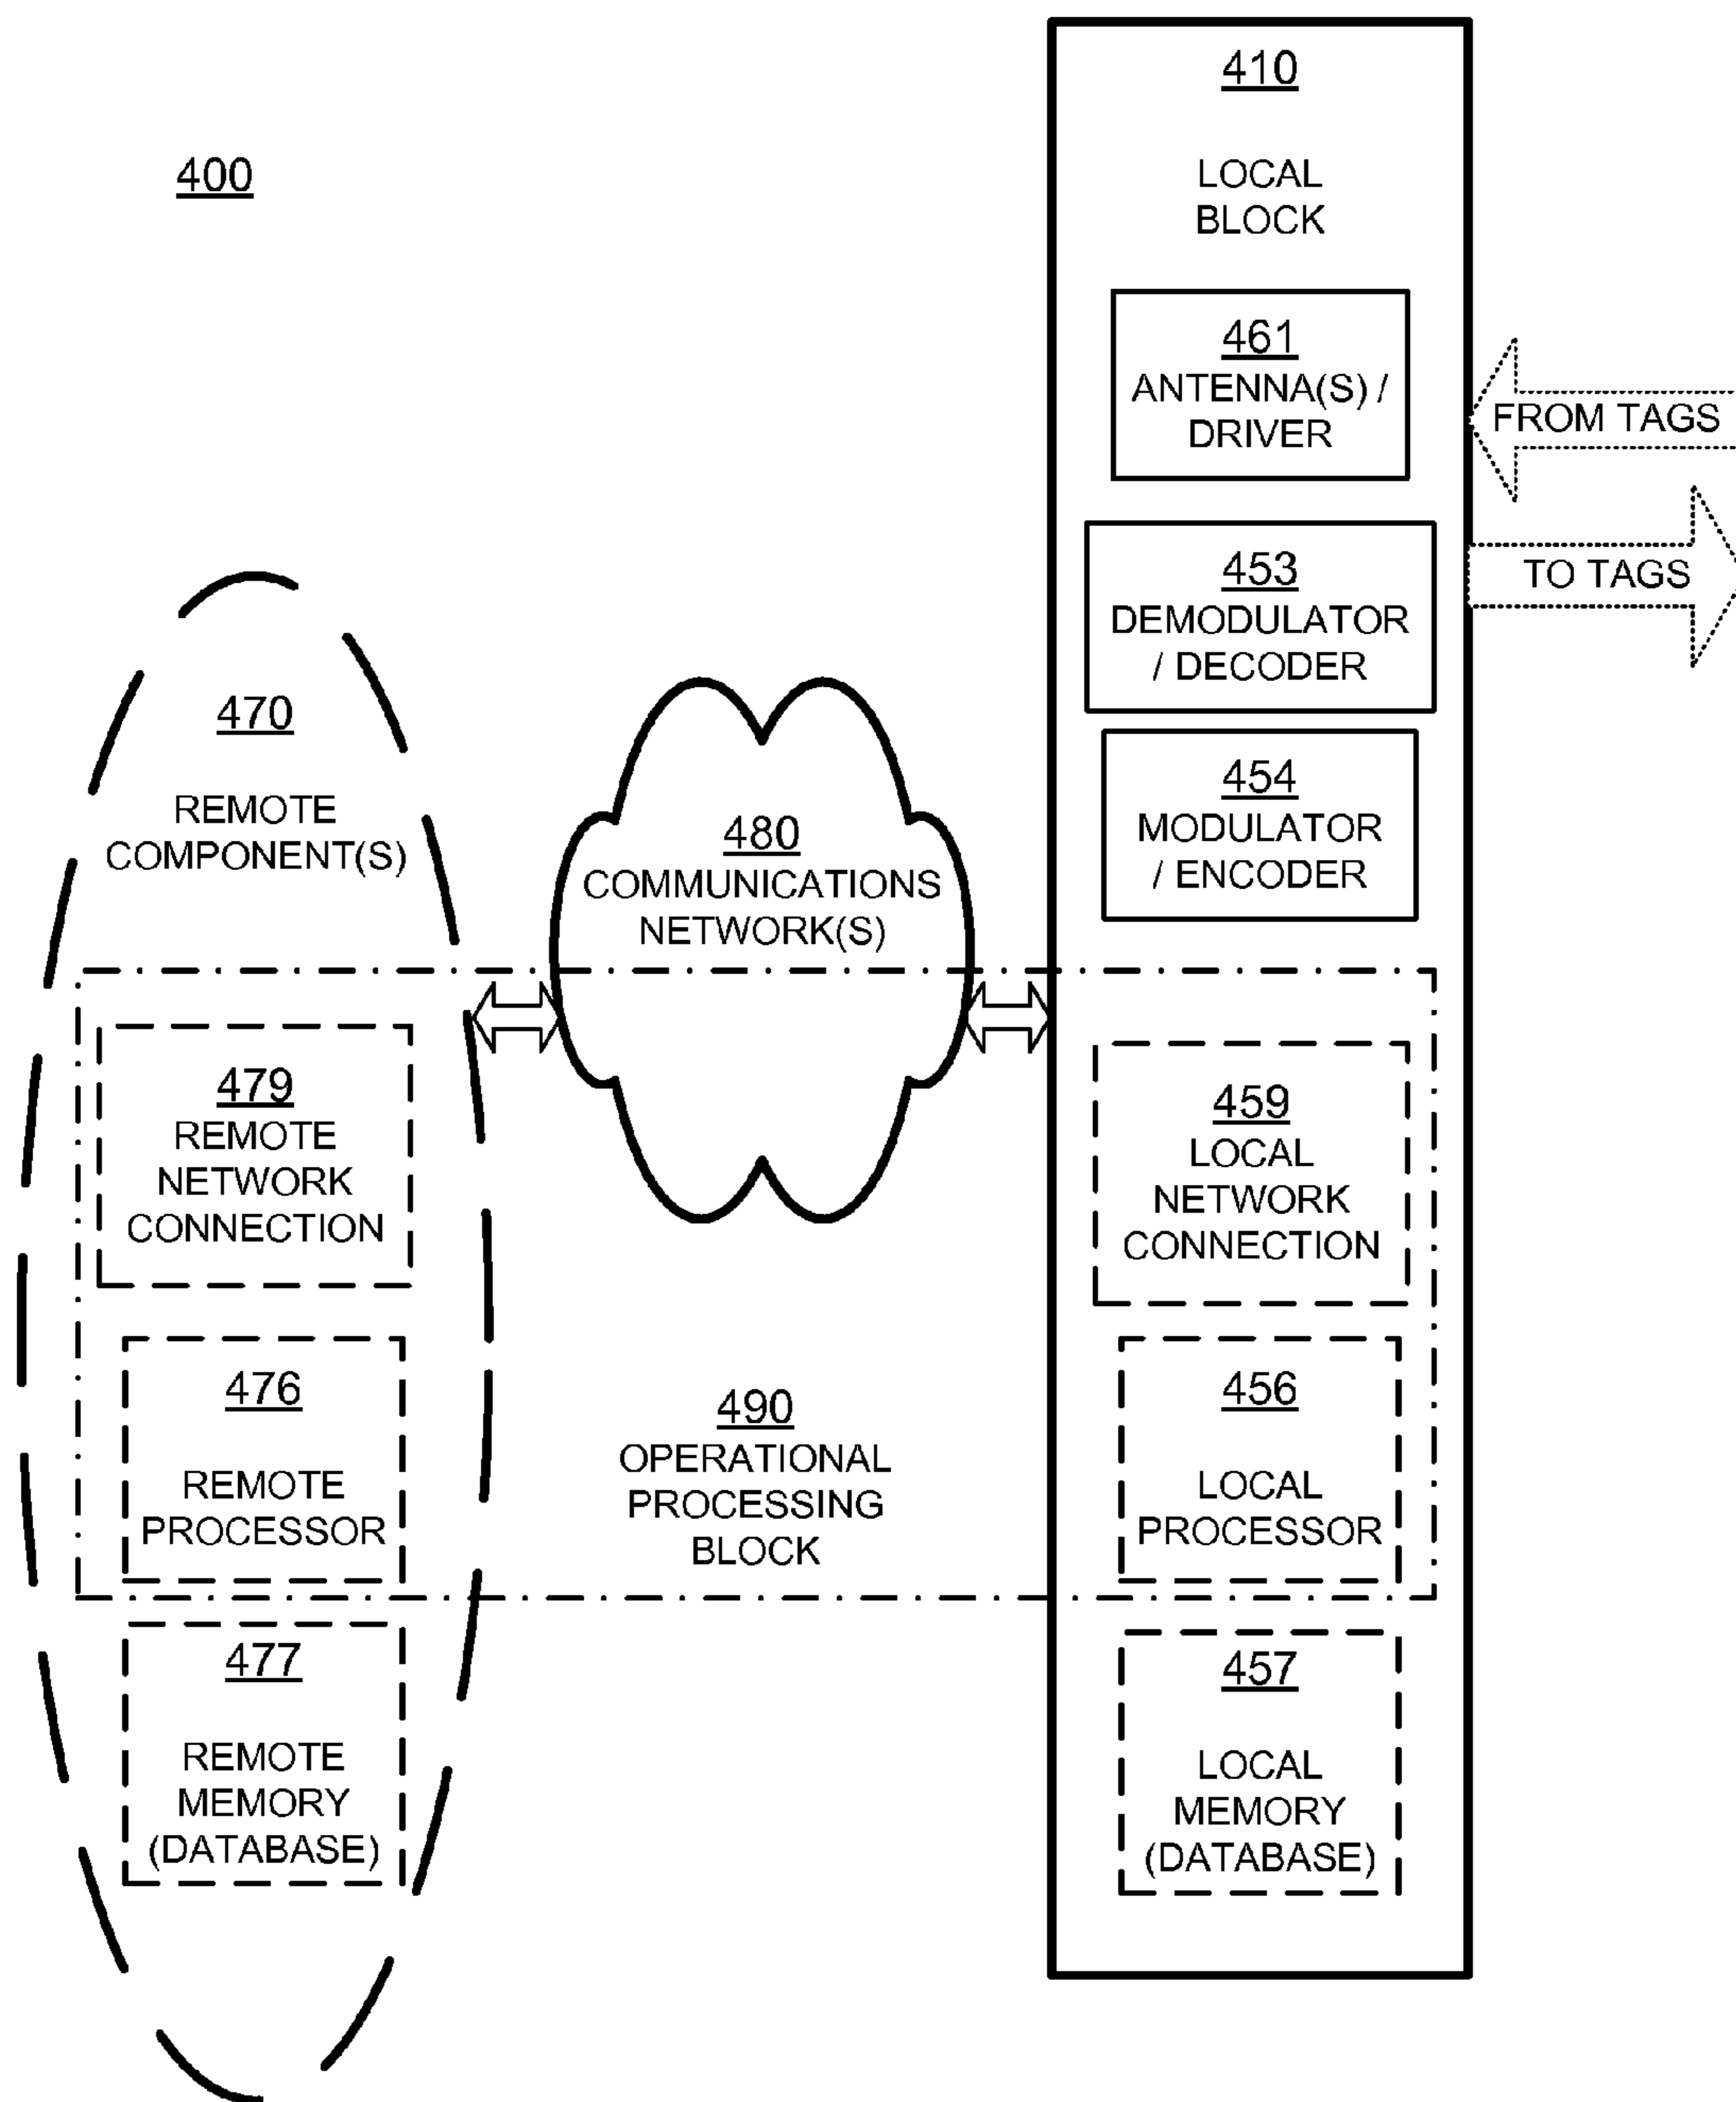 400
410
LOCAL
BLOCK
461
ANTENNA(S) /
DRIVER
FROM TAGS
453
DEMODULATOR
/ DECODER
TO TAGS
454
MODULATOR
/ ENCODER
470
REMOTE
COMPONENT(S)
480
COMMUNICATIONS
NETWORK(S)
479
REMOTE
NETWORK
CONNECTION
459
LOCAL
NETWORK
CONNECTION
476
REMOTE
PROCESSOR
490
OPERATIONAL
PROCESSING
BLOCK
456
LOCAL
PROCESSOR
477
REMOTE
MEMORY
(DATABASE)
457
LOCAL
MEMORY
(DATABASE)